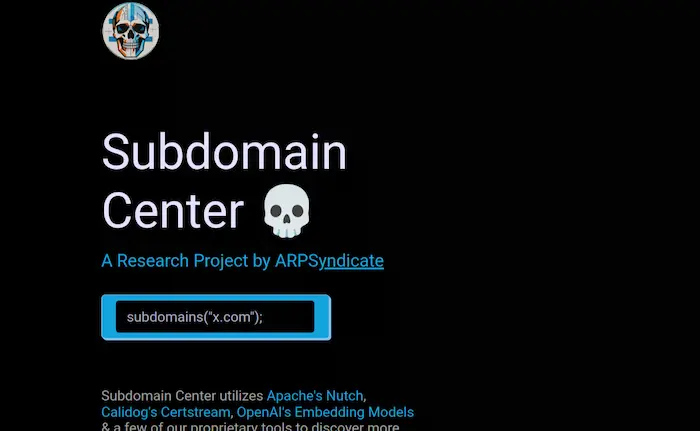 Subdomain
Center 💀
A Research Project by ARPSyndicate
subdomains("x.com");
Subdomain Center utilizes Apache's Nutch,
Calidog's Certstream, OpenAI's Embedding Models
& a few of our proprietary tools to discover more